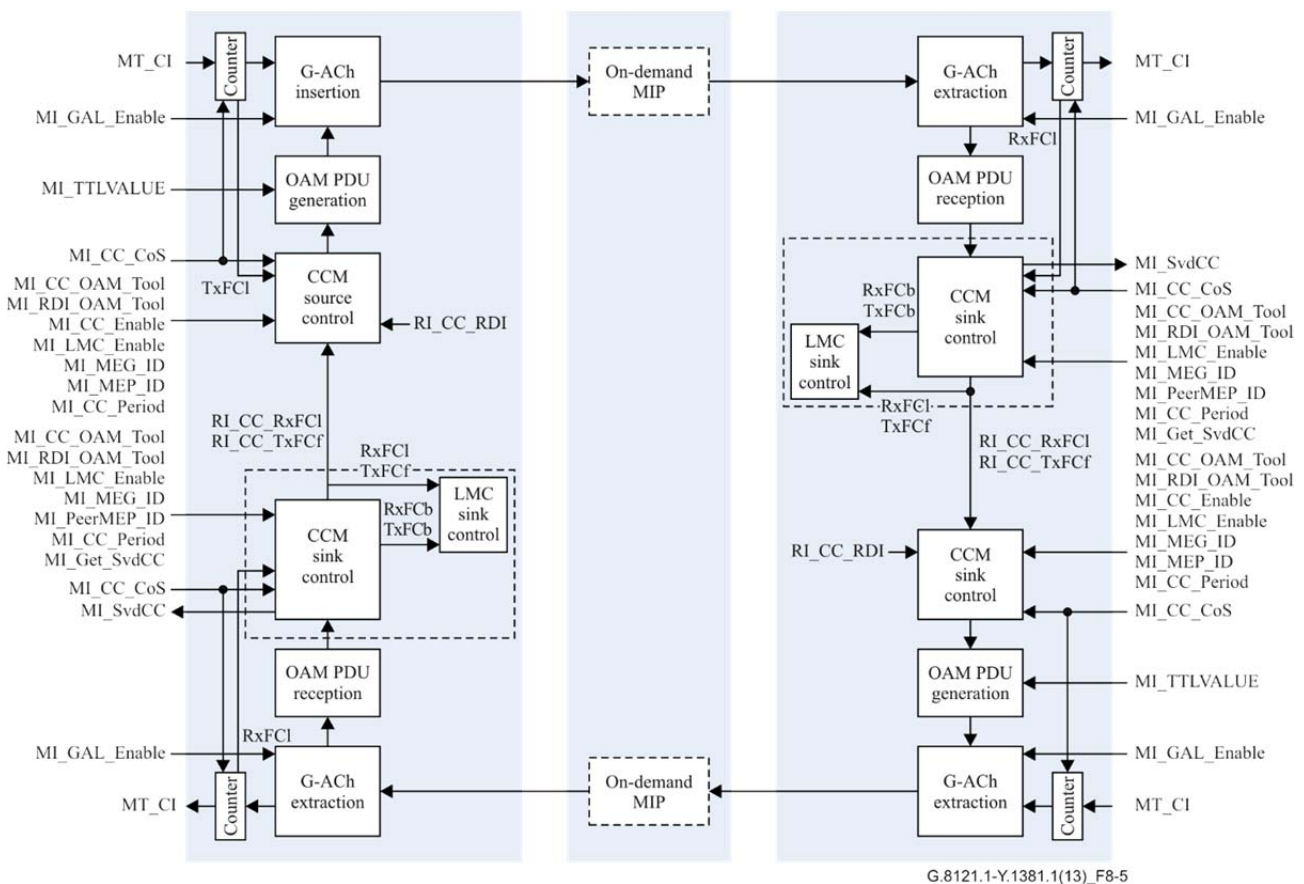 MT_CI
Counter
G-ACh
insertion
On-demand
MIP
G-ACh
extraction
Counter
MT_CI
MI_GAL_Enable
MI_GAL_Enable
RxFCl
MI_TTLVALUE
OAM PDU
generation
OAM PDU
reception
MI_CC_CoS
MI_CC_OAM_Tool
MI_RDI_OAM_Tool
MI_CC_Enable
MI_LMC_Enable
MI_MEG_ID
MI_MEP_ID
MI_CC_Period
TxFCl
CCM
source
control
RI_CC_RDI
RxFCb
TxFCb
CCM
sink
control
LMC
sink
control
RxFCl
TxFCf
MI_SvdCC
MI_CC_CoS
MI_CC_OAM_Tool
MI_RDI_OAM_Tool
MI_LMC_Enable
MI_MEG_ID
MI_PeerMEP_ID
MI_CC_Period
MI_Get_SvdCC
RI_CC_RxFCl
RI_CC_TxFCf
RI_CC_RxFCl
RI_CC_TxFCf
MI_CC_OAM_Tool
MI_RDI_OAM_Tool
MI_LMC_Enable
MI_MEG_ID
MI_PeerMEP_ID
MI_CC_Period
MI_Get_SvdCC
MI_CC_CoS
MI_SvdCC
RxFCl
TxFCf
RxFCb
TxFCb
LMC
sink
control
CCM
sink
control
RI_CC_RDI
CCM
sink
control
MI_CC_OAM_Tool
MI_RDI_OAM_Tool
MI_CC_Enable
MI_LMC_Enable
MI_MEG_ID
MI_MEP_ID
MI_CC_Period
MI_CC_CoS
OAM PDU
reception
OAM PDU
generation
MI_TTLVALUE
MI_GAL_Enable
RxFCl
MI_GAL_Enable
MT_CI
Counter
G-ACh
extraction
On-demand
MIP
G-ACh
extraction
Counter
MT_CI
G.8121.1-Y.1381.1(13)_F8-5